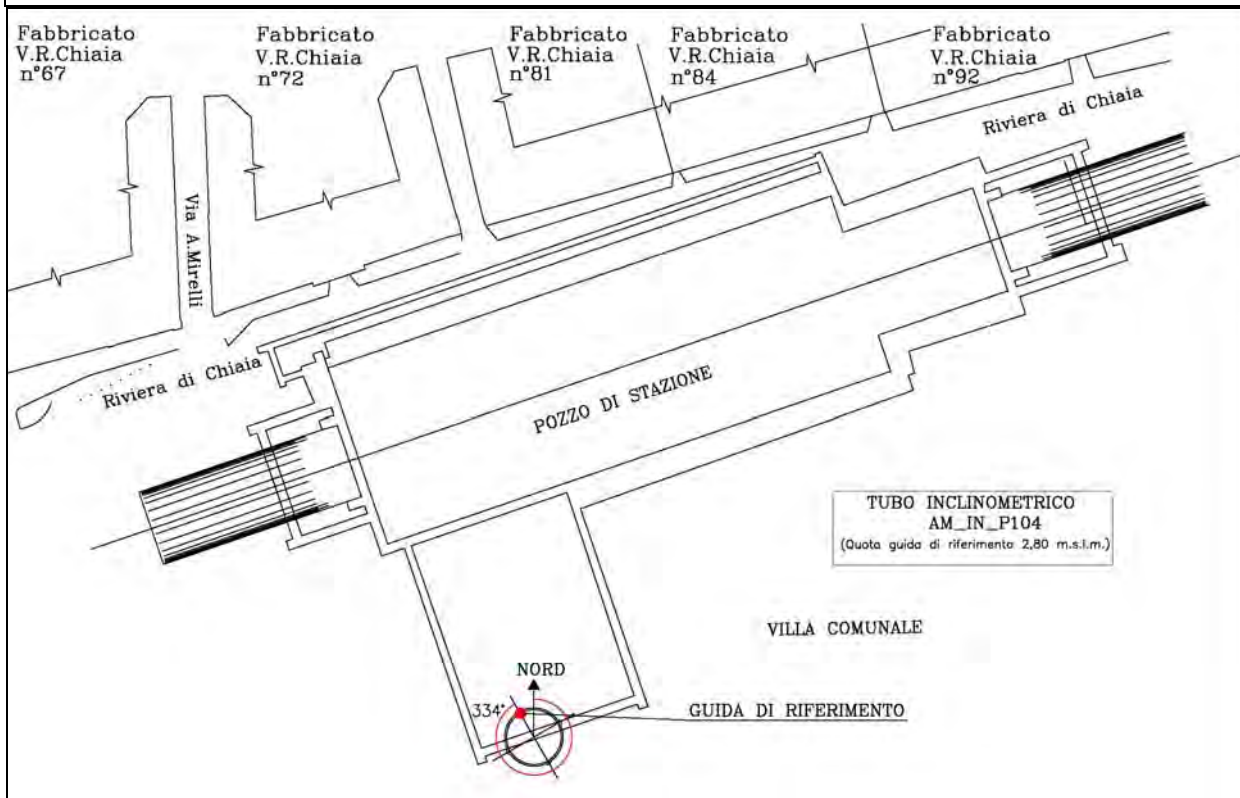 Fabbricato
V.R.Chiaia
n°67
Fabbricato
V.R.Chiaia
n°72
Fabbricato
V.R.Chiaia
n°81
Fabbricato
V.R.Chiaia
n°84
Fabbricato
V.R.Chiaia
n°92
Riviera di Chiaia
Via A.Mirelli
Riviera di Chiaia
POZZO DI STAZIONE
TUBO INCLINOMETRICO
AM_IN_P104
(Quota guida di riferimento 2,80 m.s.l.m.)
VILLA COMUNALE
NORD
334°
GUIDA DI RIFERIMENTO